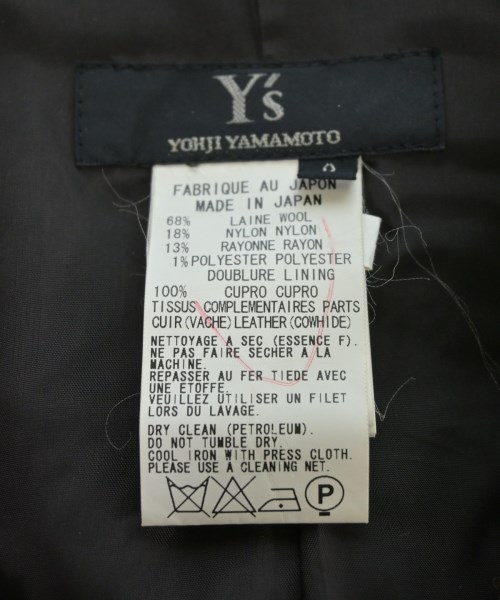 Y's
YOHJI YAMAMOTO
FABRIQUE AU JAPON
MADE IN JAPAN
68% LAINE WOOL
18% NYLON NYLON
13% RAYONNE RAYON
1% POLYESTER POLYESTER
DOUBLURE LINING
100% CUPRO CUPRO
TISSUS COMPLEMENTAIRES PARTS
CUIR(VACHE)LEATHER(COWHIDE)
NETTOYAGE A SEC (ESSENCE F).
NE PAS FAIRE SECHER A LA
MACHINE.
REPASSER AU FER TIEDE AVEC
UNE ETOFFE.
VEUILLEZ UTILISER UN FILET
LORS DU LAVAGE.
DRY CLEAN (PETROLEUM).
DO NOT TUMBLE DRY.
COOL IRON WITH PRESS CLOTH.
PLEASE USE A CLEANING NET.
P